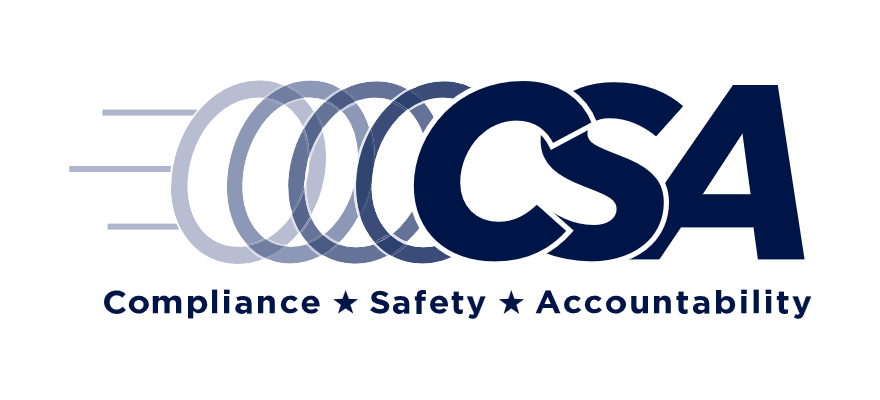 CSA
Compliance ★ Safety ★ Accountability